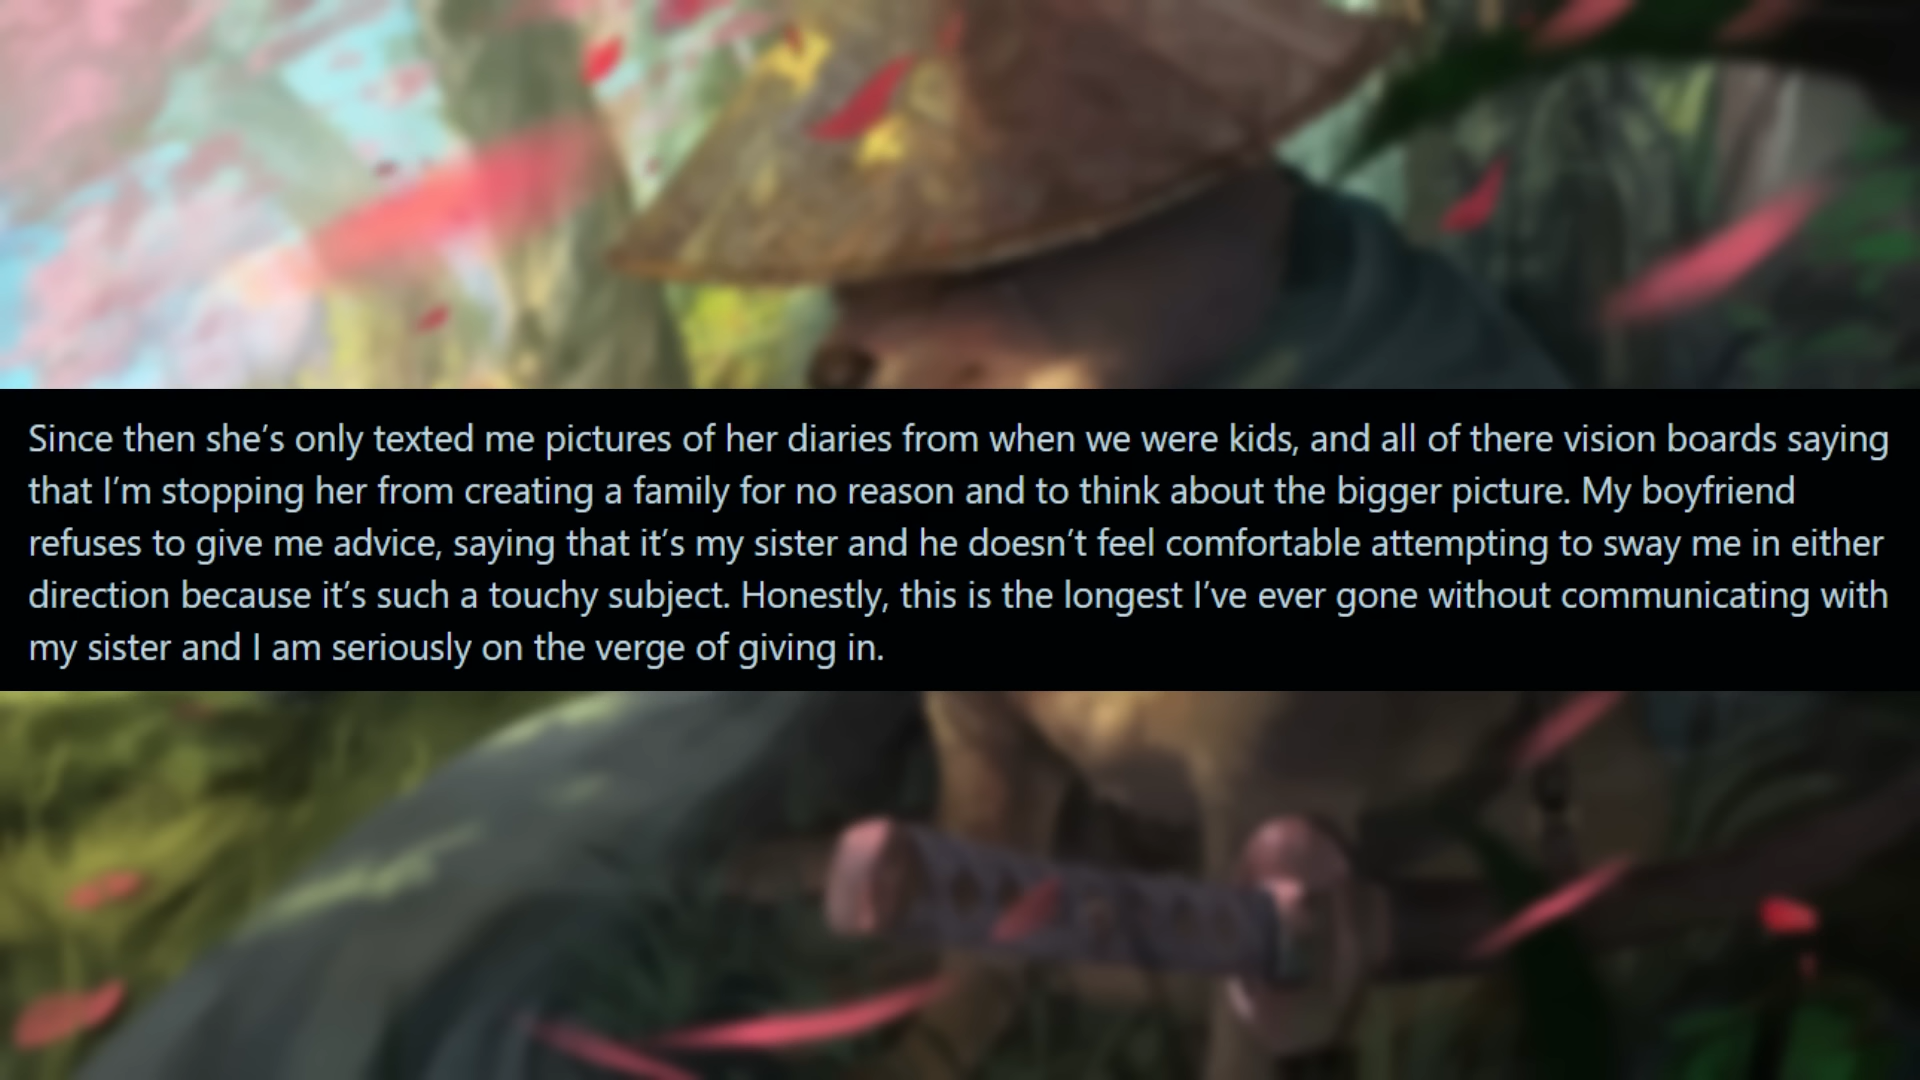 Since then she’s only texted me pictures of her diaries from when we were kids, and all of there vision boards saying
that I’m stopping her from creating a family for no reason and to think about the bigger picture. My boyfriend
refuses to give me advice, saying that it’s my sister and he doesn’t feel comfortable attempting to sway me in either
direction because it’s such a touchy subject. Honestly, this is the longest I’ve ever gone without communicating with
my sister and I am seriously on the verge of giving in.